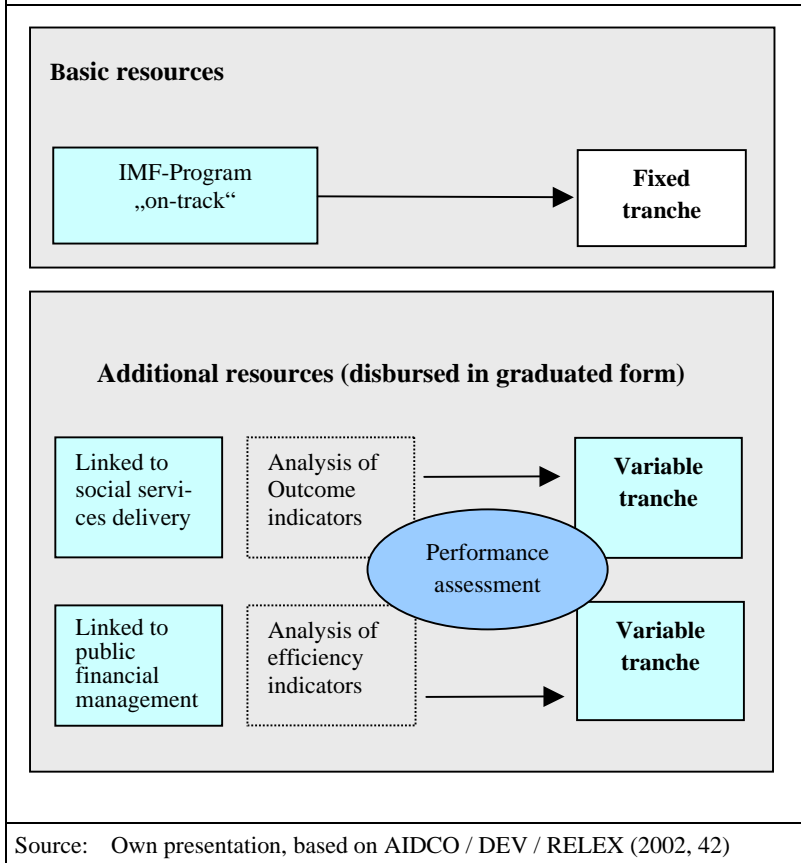 Basic resources
IMF-Program
„on-track“
Fixed
tranche
Additional resources (disbursed in graduated form)
Linked to
social servi-
ces delivery
Analysis of
Outcome
indicators
Variable
tranche
Performance
assessment
Linked to
public
financial
management
Analysis of
efficiency
indicators
Variable
tranche
Source: Own presentation, based on AIDCO / DEV / RELEX (2002, 42)